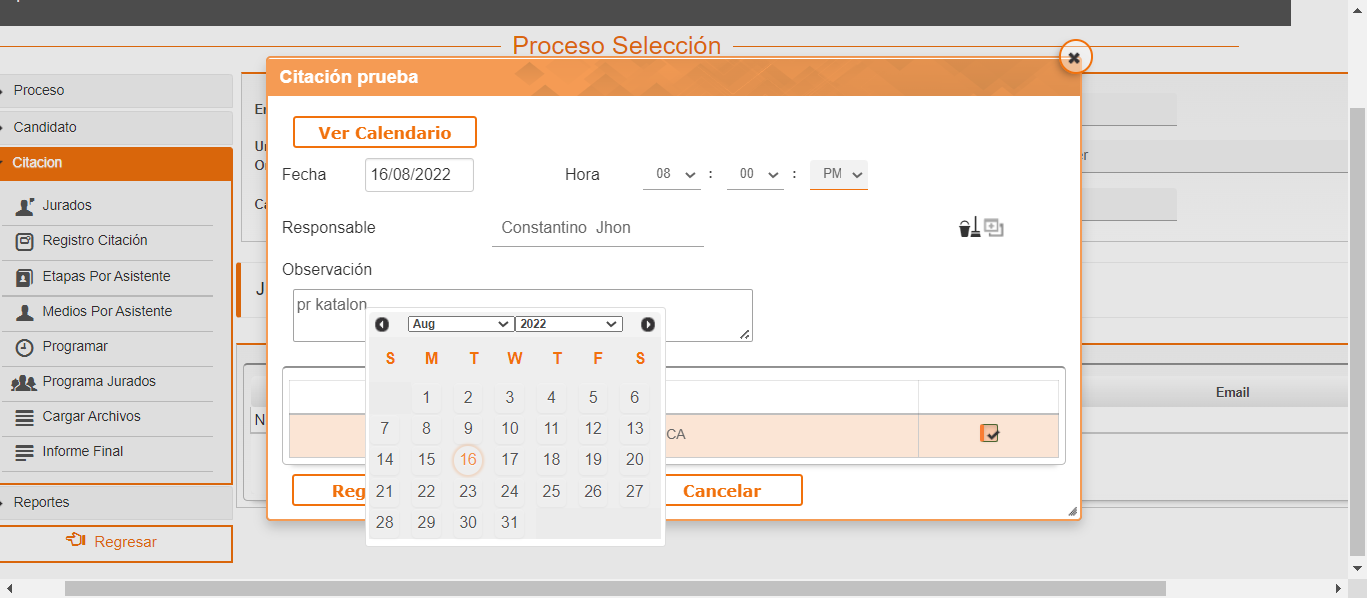 Proceso Selección
Citación prueba
Proceso
Candidato
Citacion
Jurados
Registro Citación
Etapas Por Asistente
Medios Por Asistente
Programar
Programa Jurados
Cargar Archivos
Informe Final
Reportes
Regresar
Ver Calendario
Fecha 16/08/2022 Hora 08 : 00 : PM
Responsable Constantino Jhon
Observación
pr katalon
Aug 2022
S M T W T F S
1 2 3 4 5 6
7 8 9 10 11 12 13
14 15 16 17 18 19 20
21 22 23 24 25 26 27
28 29 30 31
CA
Reg
Cancelar
Email